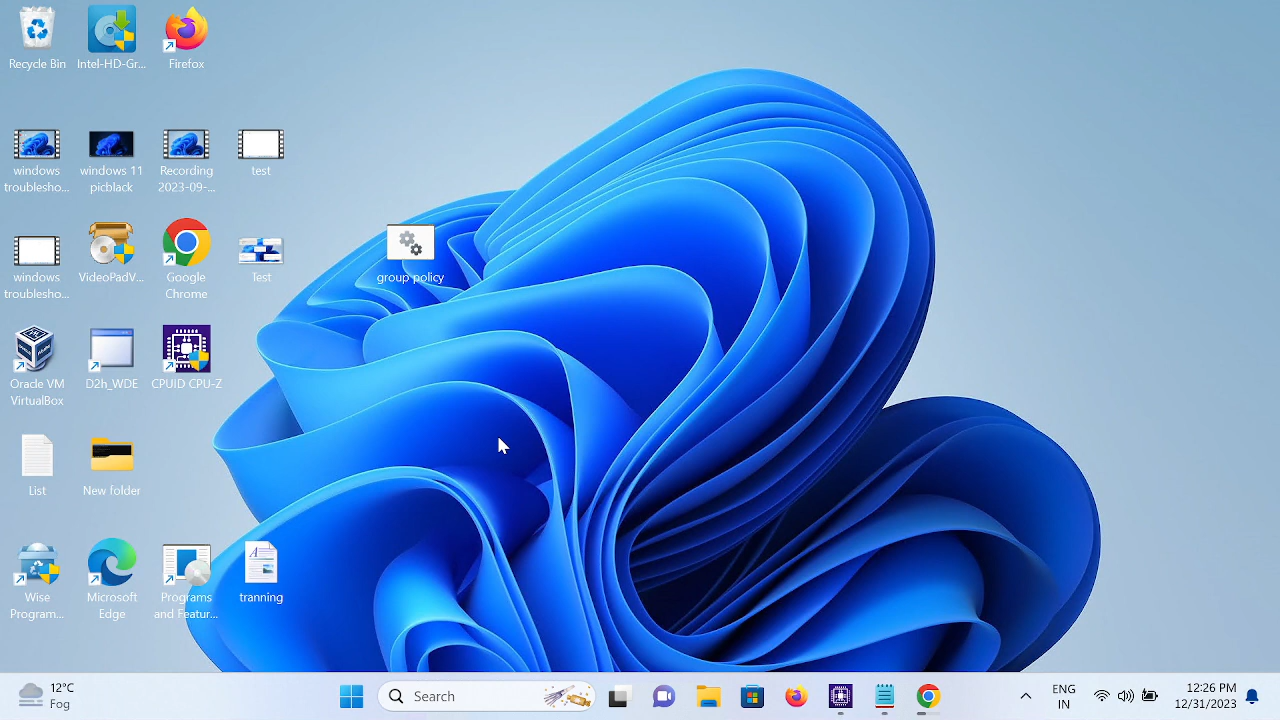 Recycle Bin
Intel-HD-Gr...
Firefox
windows
troublesho...
windows 11
picblack
Recording
2023-09-...
test
windows
troublesho...
VideoPadV...
Google
Chrome
Test
group policy
Oracle VM
VirtualBox
D2h_WDE
CPUID CPU-Z
List
New folder
Wise
Program...
Microsoft
Edge
Programs
and Featur...
tranning
12°C
Fog
Search
ENG
IN
12:26 PM
12/31/2023